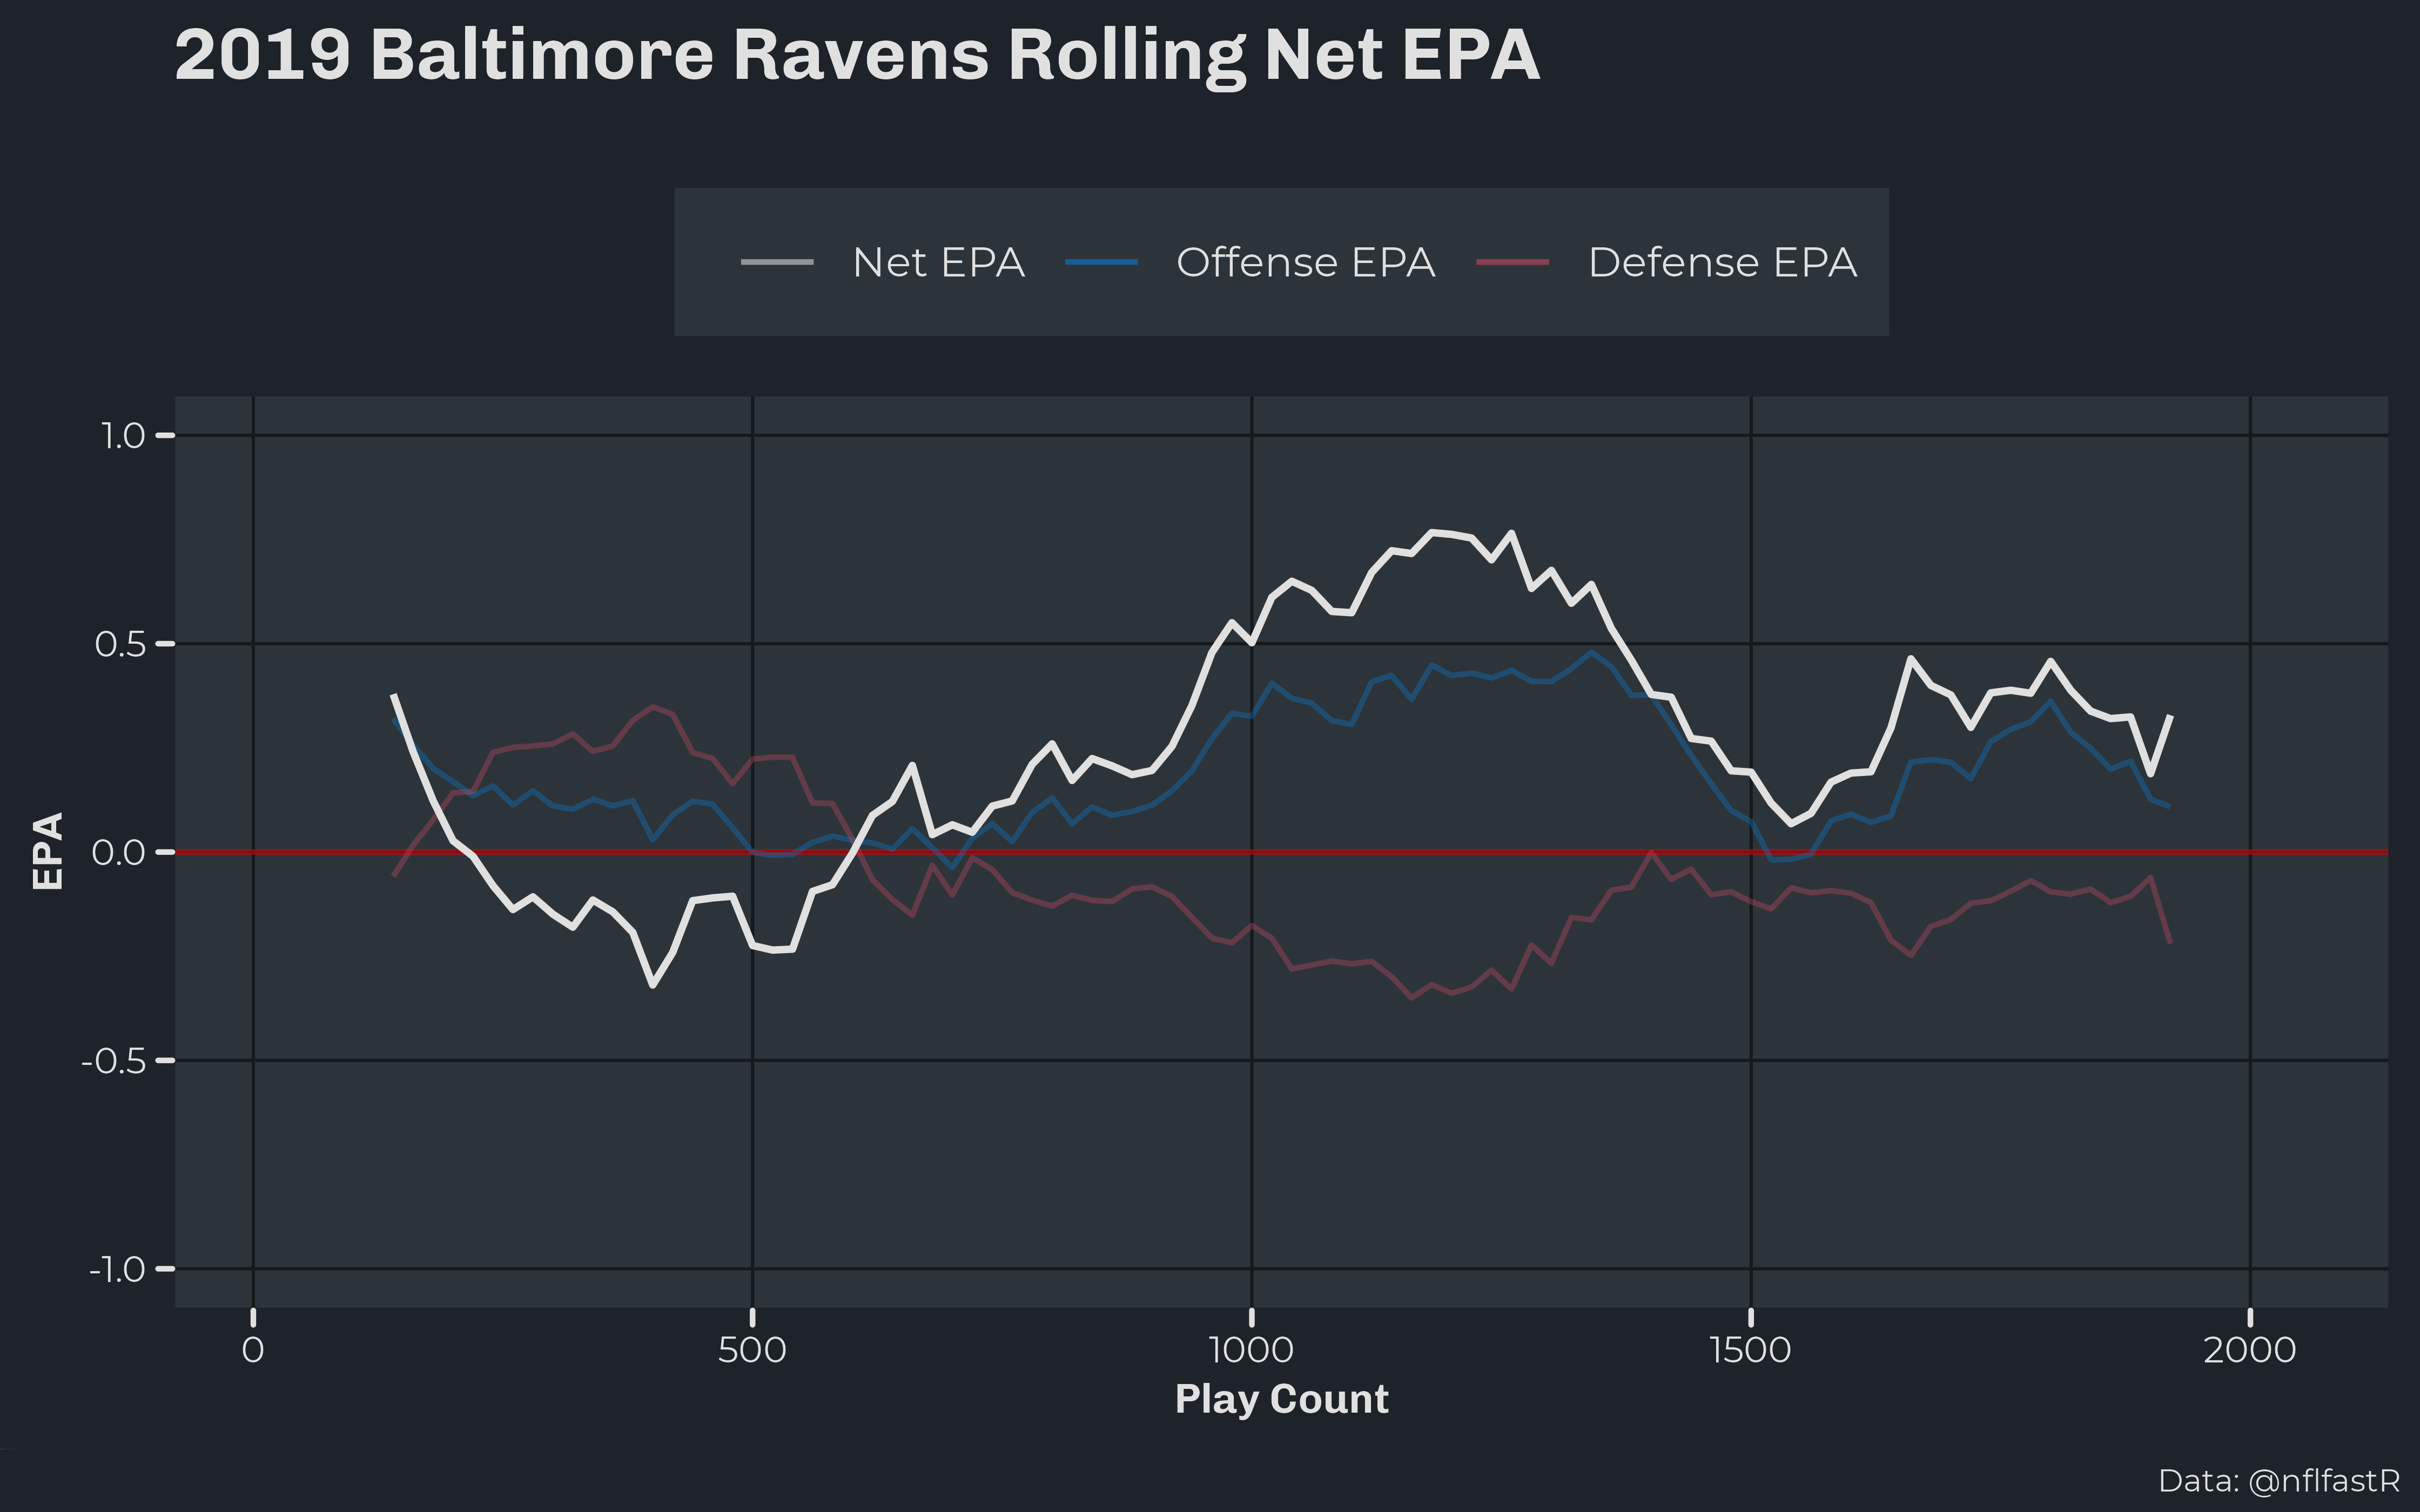 2019 Baltimore Ravens Rolling Net EPA
Net EPA Offense EPA Defense EPA
1.0
0.5
0.0
-0.5
-1.0
EPA
0 500 1000 1500 2000
Play Count
Data: @nflfastR